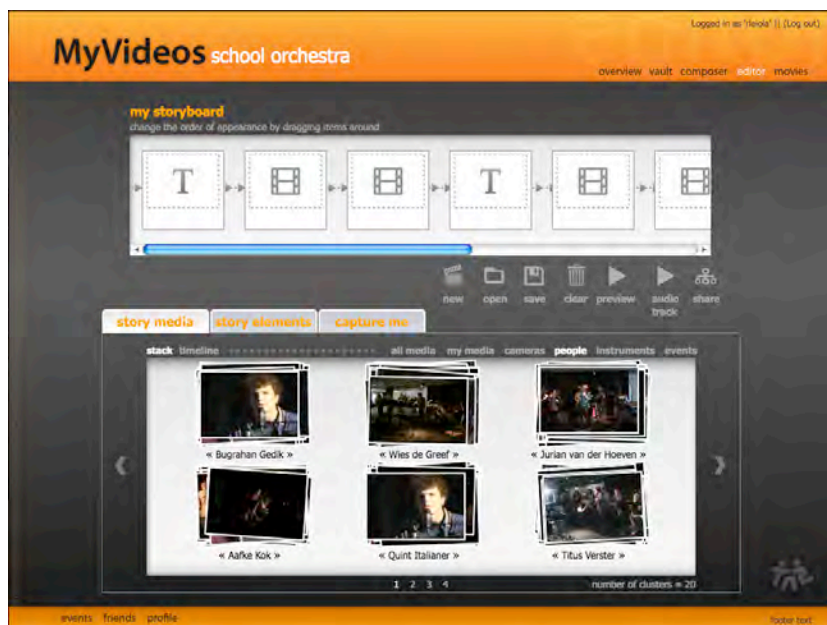 Logged in as 'rleiola' || (Log out)
MyVideos school orchestra
overview vault composer editor movies
my storyboard
change the order of appearance by dragging items around
T T
new open save clear preview audio track share
story media story elements capture me
stack timeline all media my media cameras people instruments events
« Bugrahan Gedik » « Wies de Greef » « Jurian van der Hoeven »
« Aafke Kok » « Quint Italianer » « Titus Verster »
1 2 3 4 number of clusters = 20
events friends profile footer text